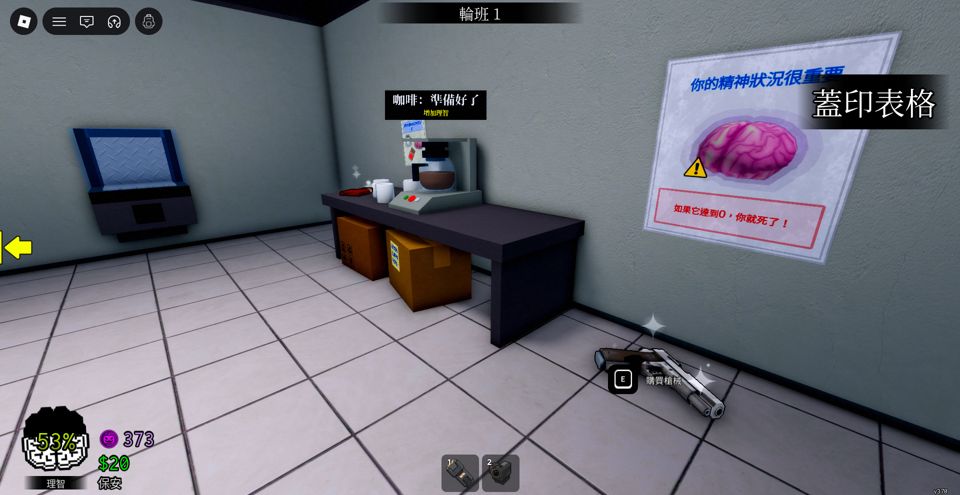 輪班 1
你的精神狀況很重要
蓋印表格
咖啡: 準備好了
增加理智
如果它達到0，你就死了！
E
購買槍械
53%
373
$20
理智
保安
1
2
v378